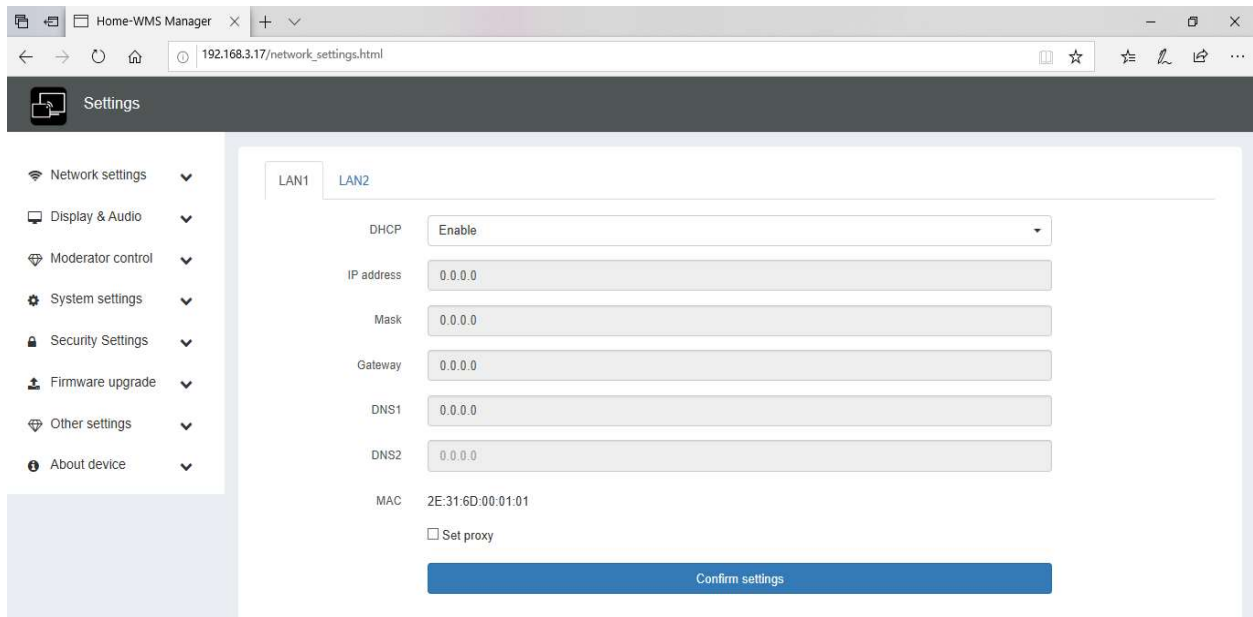 Home-WMS Manager
192.168.3.17/network_settings.html
Settings
Network settings
Display & Audio
Moderator control
System settings
Security Settings
Firmware upgrade
Other settings
About device
LAN1 LAN2
DHCP Enable
IP address 0.0.0.0
Mask 0.0.0.0
Gateway 0.0.0.0
DNS1 0.0.0.0
DNS2 0.0.0.0
MAC 2E:31:6D:00:01:01
Set proxy
Confirm settings